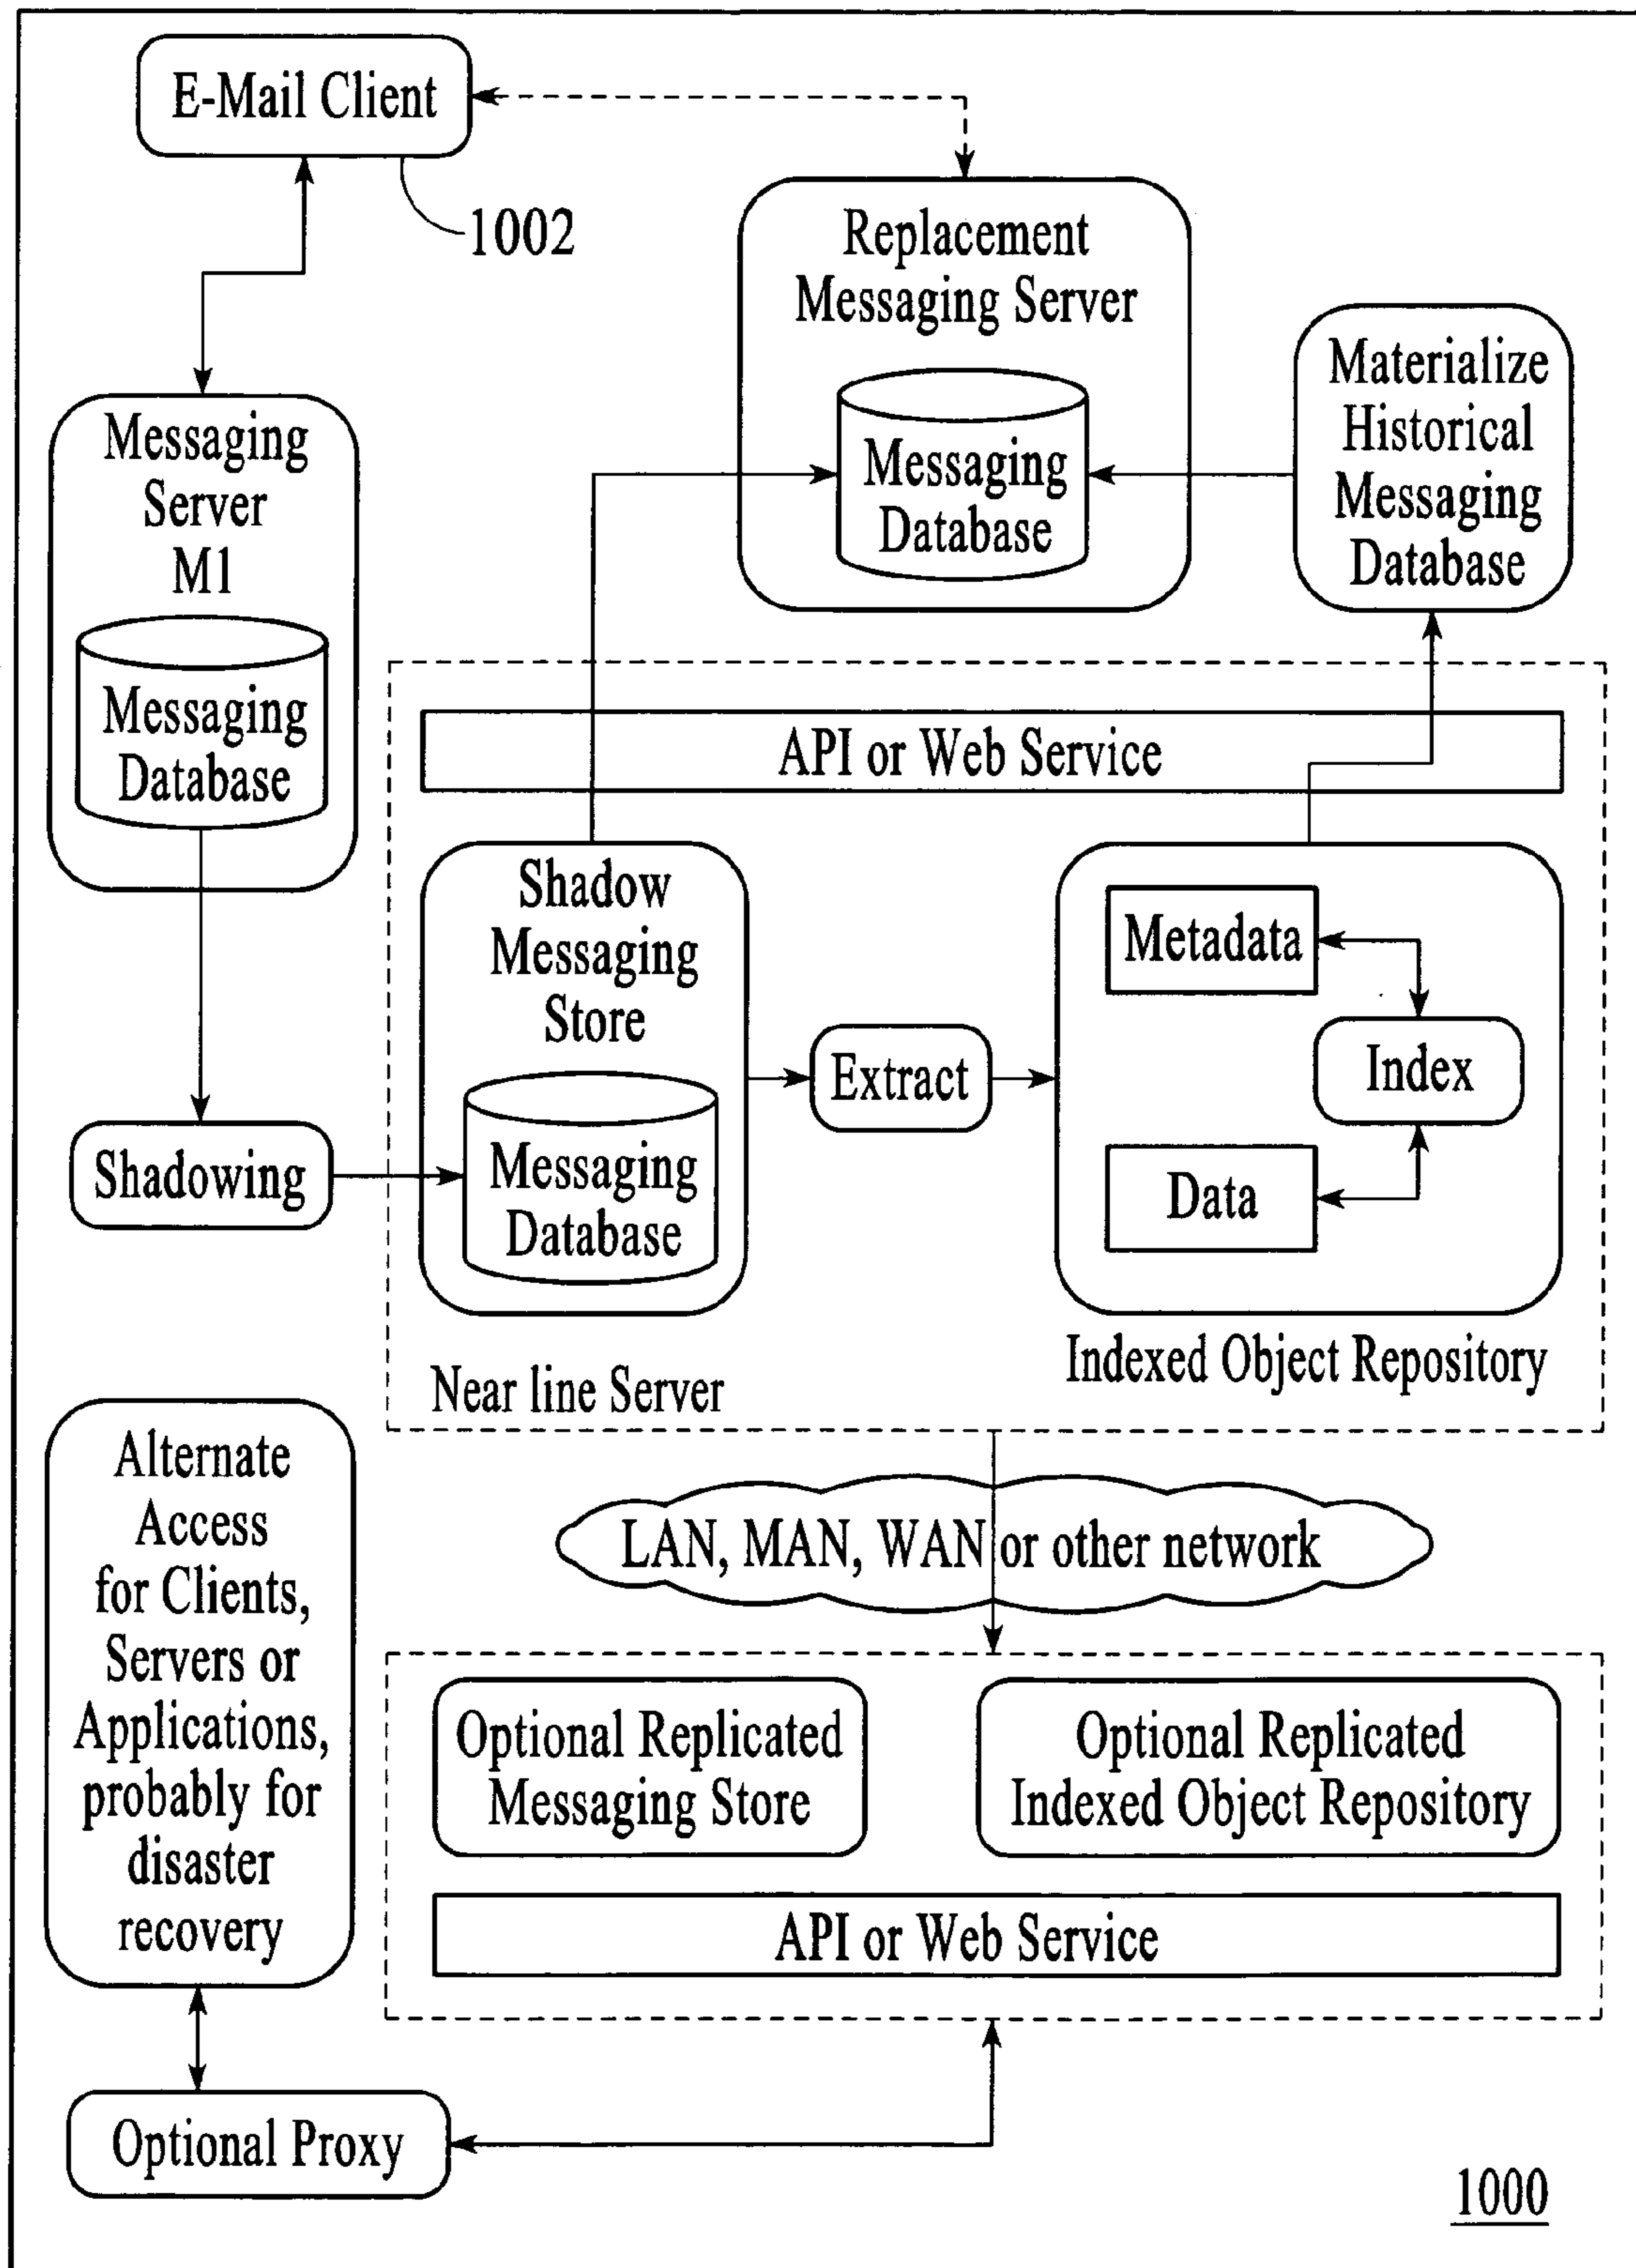 E-Mail Client
1002
Replacement
Messaging Server
Messaging
Database
Materialize
Historical
Messaging
Database
Messaging
Server
M1
Messaging
Database
API or Web Service
Shadow
Messaging
Store
Messaging
Database
Extract
Metadata
Index
Data
Shadowing
Indexed Object Repository
Near line Server
Alternate
Access
for Clients,
Servers or
Applications,
probably for
disaster
recovery
LAN, MAN, WAN or other network
Optional Replicated
Messaging Store
Optional Replicated
Indexed Object Repository
API or Web Service
Optional Proxy
1000